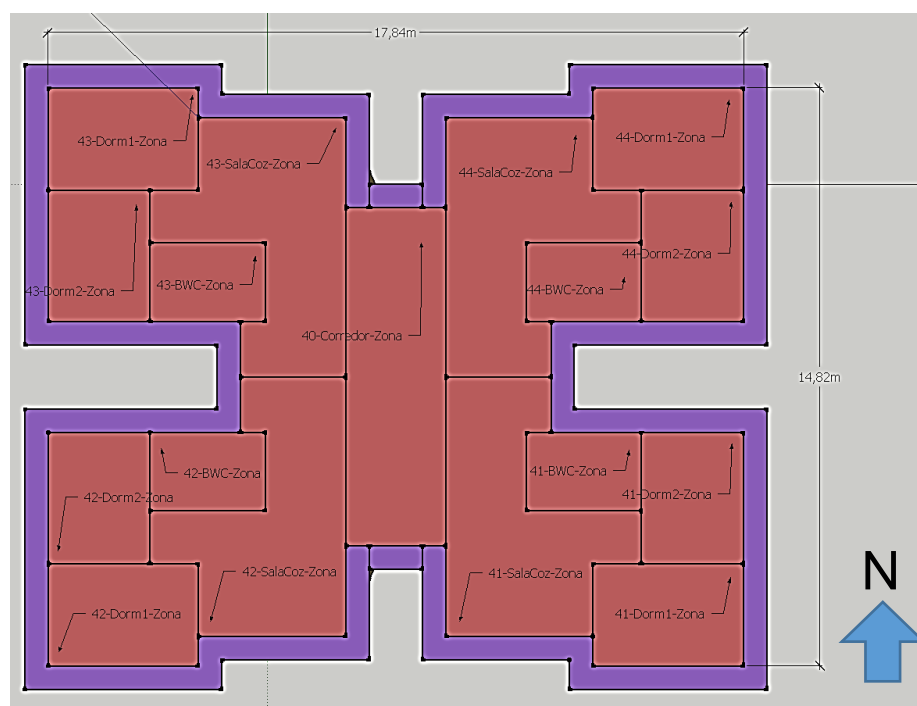 17,84m
43-Dorm1-Zona
44-Dorm1-Zona
43-SalaCoz-Zona
44-SalaCoz-Zona
43-Dorm2-Zona
43-BWC-Zona
44-Dorm2-Zona
44-BWC-Zona
40-Corredor-Zona
14,82m
42-BWC-Zona
41-BWC-Zona
42-Dorm2-Zona
41-Dorm2-Zona
42-SalaCoz-Zona
41-SalaCoz-Zona
42-Dorm1-Zona
41-Dorm1-Zona
N